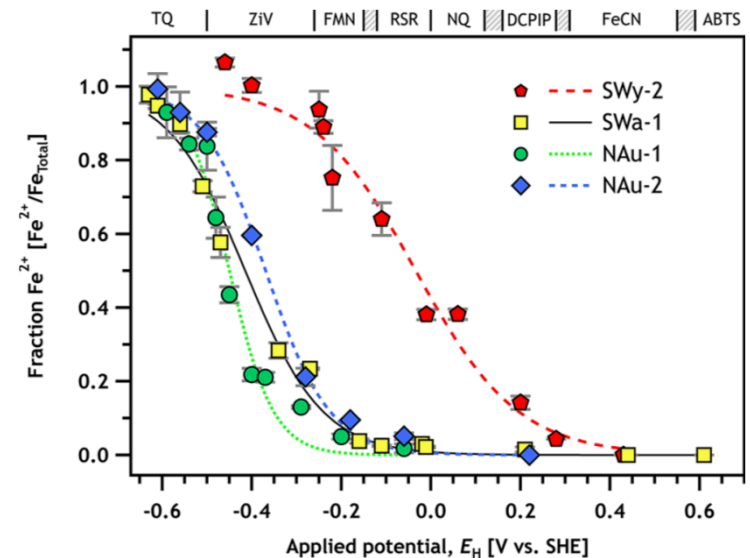 TQ ZiV FMN RSR NQ DCPIP FeCN ABTS
SWy-2
SWa-1
NAu-1
NAu-2
Fraction Fe²⁺ [Fe²⁺/Fe_Total]
1.0
0.8
0.6
0.4
0.2
0.0
-0.6 -0.4 -0.2 0.0 0.2 0.4 0.6
Applied potential, E_H [V vs. SHE]